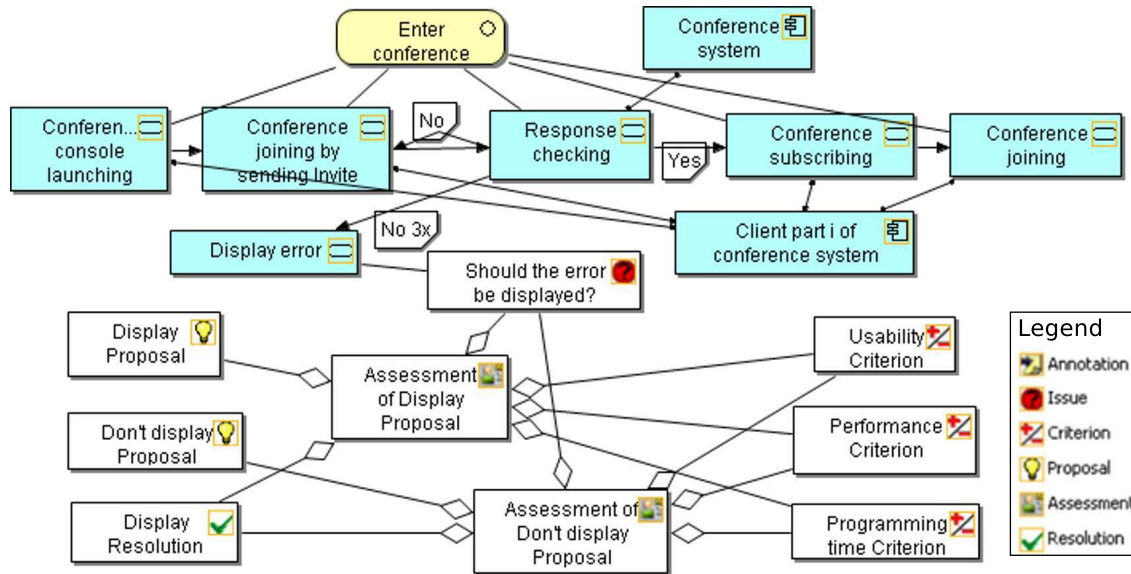 Enter
conference
Conference
system
Conferen...
console
launching
Conference
joining by
sending Invite
No
Response
checking
Yes
Conference
subscribing
Conference
joining
Display error
No 3x
Client part i of
conference system
Should the error
be displayed?
Display
Proposal
Assessment
of Display
Proposal
Usability
Criterion
Don't display
Proposal
Performance
Criterion
Display
Resolution
Assessment of
Don't display
Proposal
Programming
time Criterion
Legend
Annotation
Issue
Criterion
Proposal
Assessment
Resolution